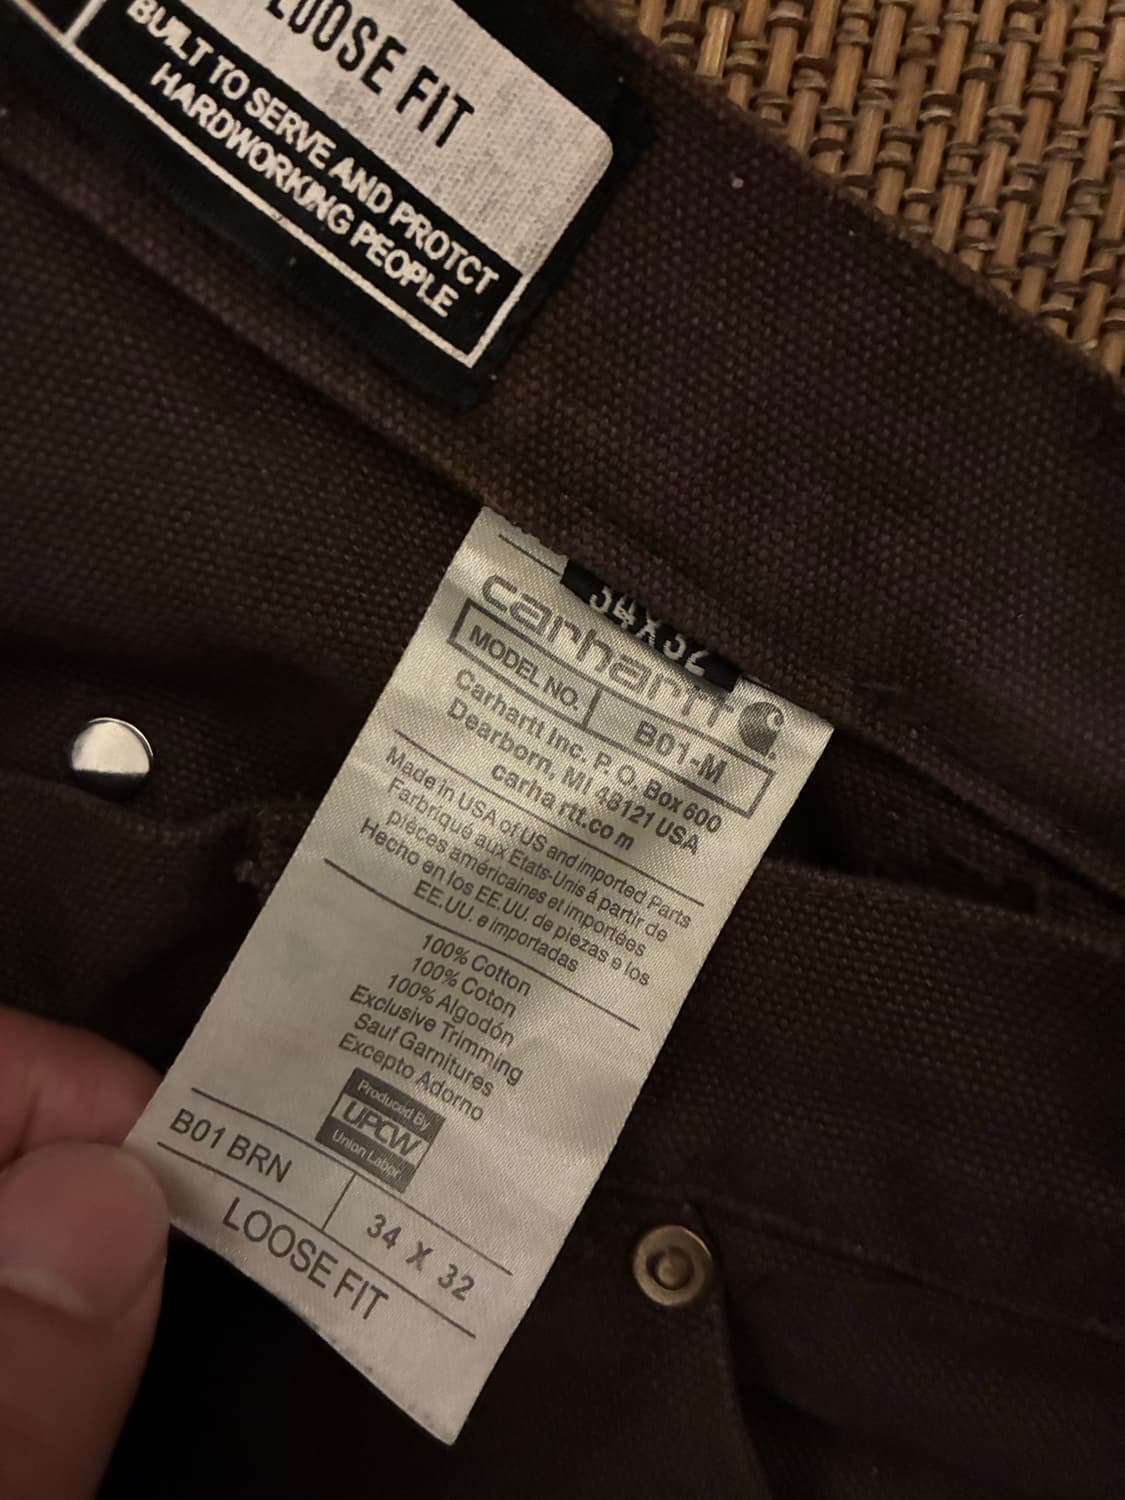 LOOSE FIT
BUILT TO SERVE AND PROTCT
HARDWORKING PEOPLE
34X32
carhartt
MODEL NO. B01-M
Carhartt Inc. P. O. Box 600
Dearborn, MI 48121 USA
carha rtt.co m
Made in USA of US and imported Parts
Farbriqué aux Etats-Unis á partir de
pièces américaines et importées
Hecho en los EE.UU. de piezas e los
EE.UU. e importadas
100% Cotton
100% Coton
100% Algodón
Exclusive Trimming
Sauf Garnitures
Excepto Adorno
Produced By
UPCW
Union Labor
B01 BRN 34 X 32
LOOSE FIT